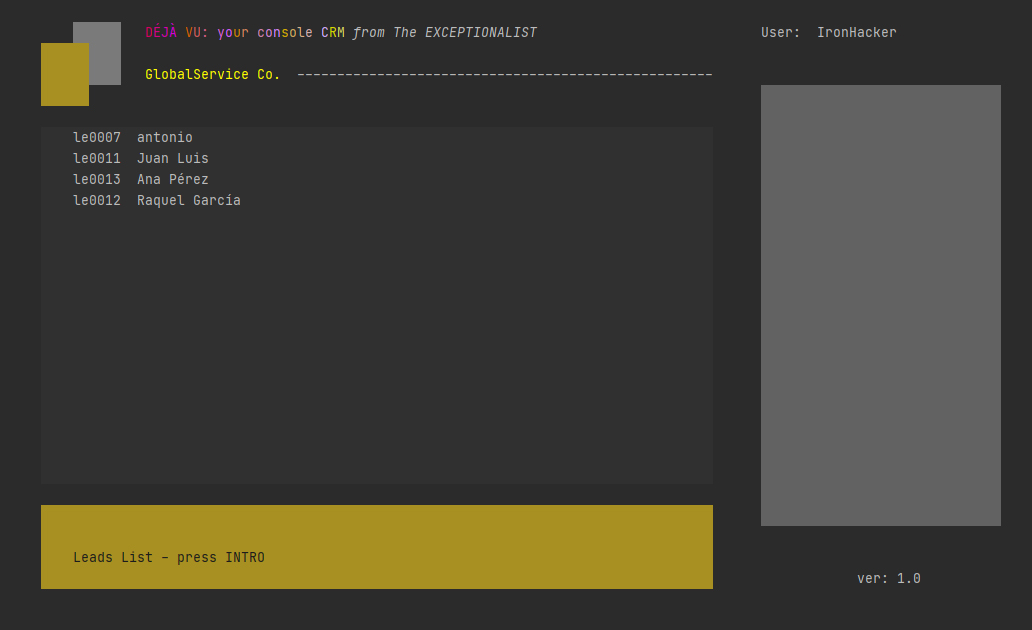 DÉJÀ VU: your console CRM from The EXCEPTIONALIST
User: IronHacker
GlobalService Co. ----------------------------------------------------
le0007 antonio
le0011 Juan Luis
le0013 Ana Pérez
le0012 Raquel García
Leads List - press INTRO
ver: 1.0